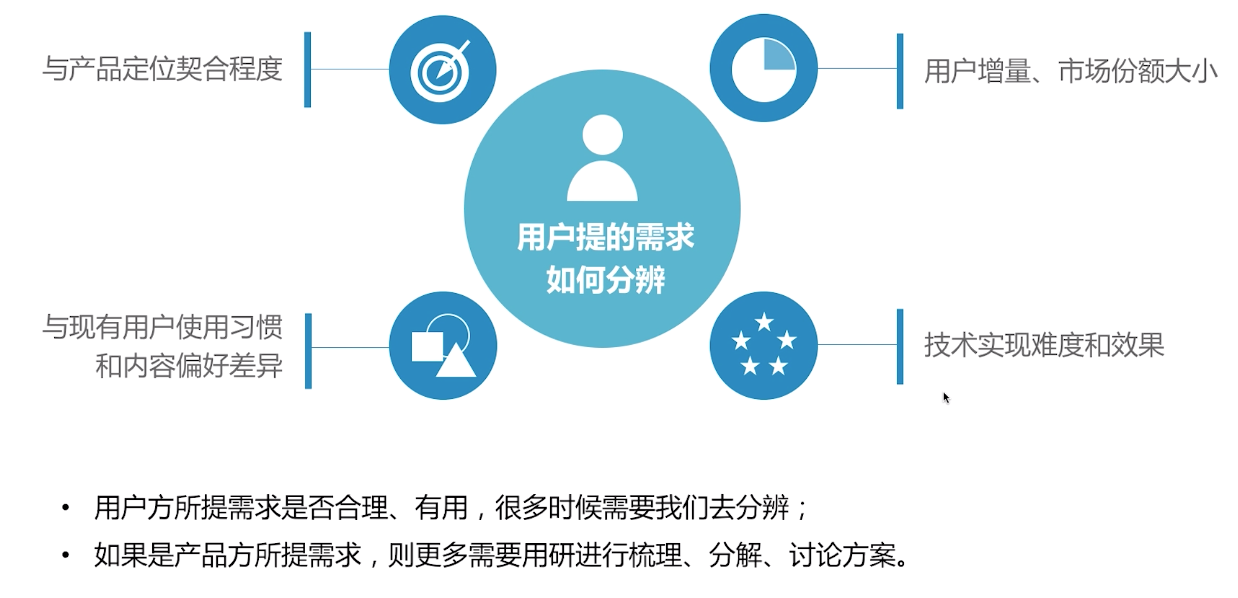 与产品定位契合程度
用户增量、市场份额大小
用户提的需求
如何分辨
与现有用户使用习惯
和内容偏好差异
技术实现难度和效果
• 用户方所提需求是否合理、有用，很多时候需要我们去分辨；
• 如果是产品方所提需求，则更多需要用研进行梳理、分解、讨论方案。